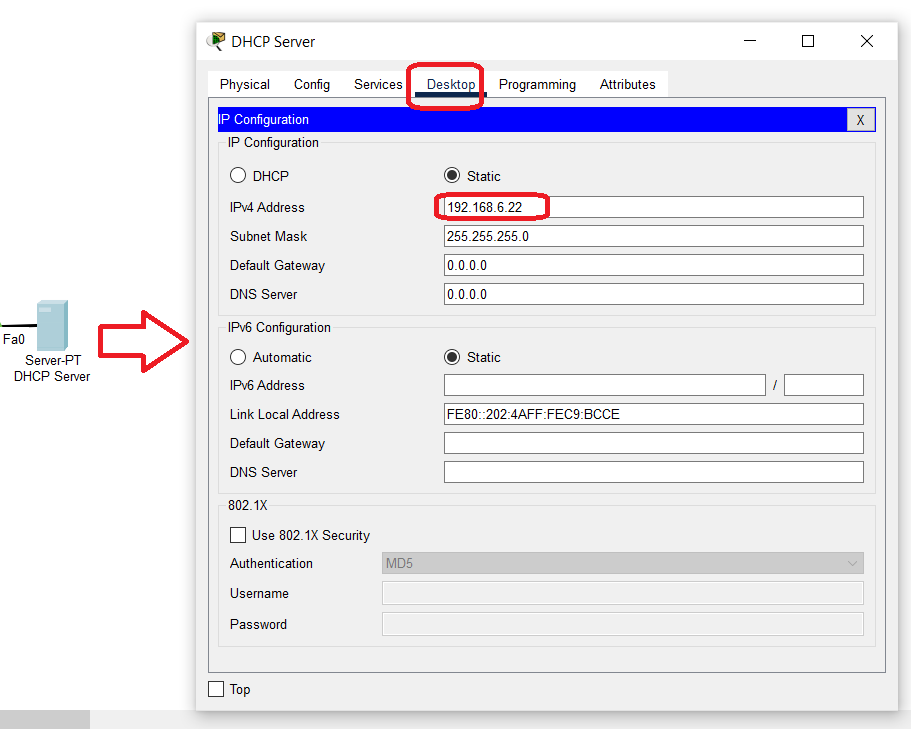 DHCP Server
Physical Config Services Desktop Programming Attributes
IP Configuration X
IP Configuration
DHCP Static
IPv4 Address 192.168.6.22
Subnet Mask 255.255.255.0
Default Gateway 0.0.0.0
DNS Server 0.0.0.0
IPv6 Configuration
Automatic Static
IPv6 Address /
Link Local Address FE80::202:4AFF:FEC9:BCCE
Default Gateway
DNS Server
802.1X
Use 802.1X Security
Authentication MD5
Username
Password
Top
Fa0
Server-PT
DHCP Server